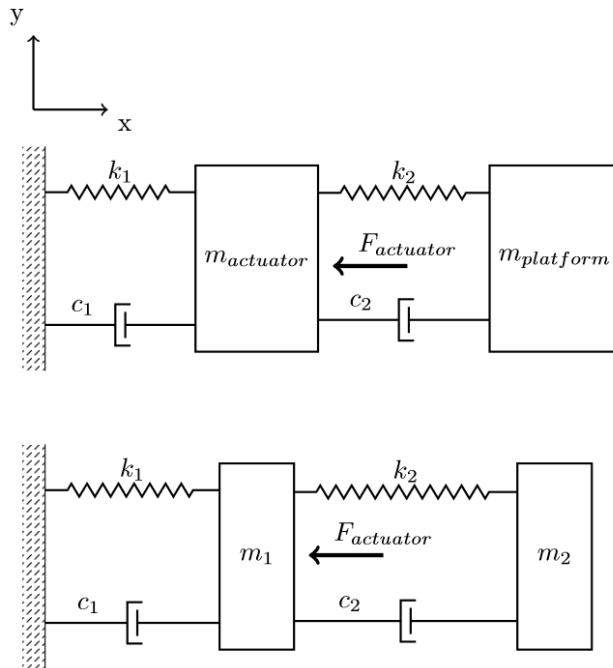 y
x
k₁
k₂
m_actuator
F_actuator
m_platform
c₁
c₂
k₁
k₂
m₁
F_actuator
m₂
c₁
c₂